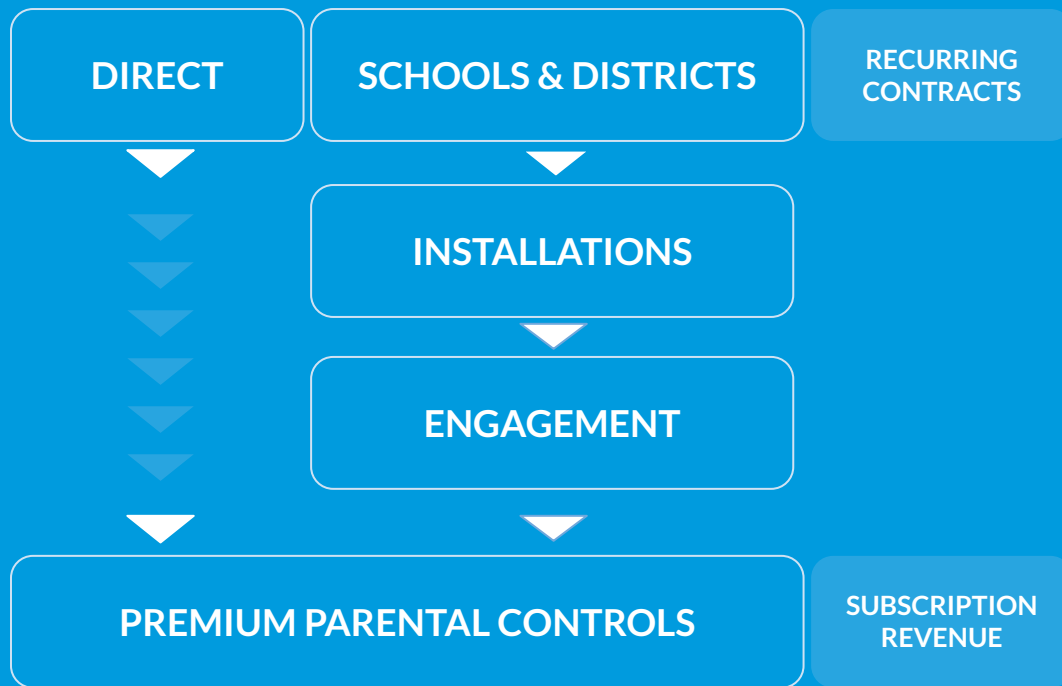 DIRECT
SCHOOLS & DISTRICTS
RECURRING
CONTRACTS
INSTALLATIONS
ENGAGEMENT
PREMIUM PARENTAL CONTROLS
SUBSCRIPTION
REVENUE